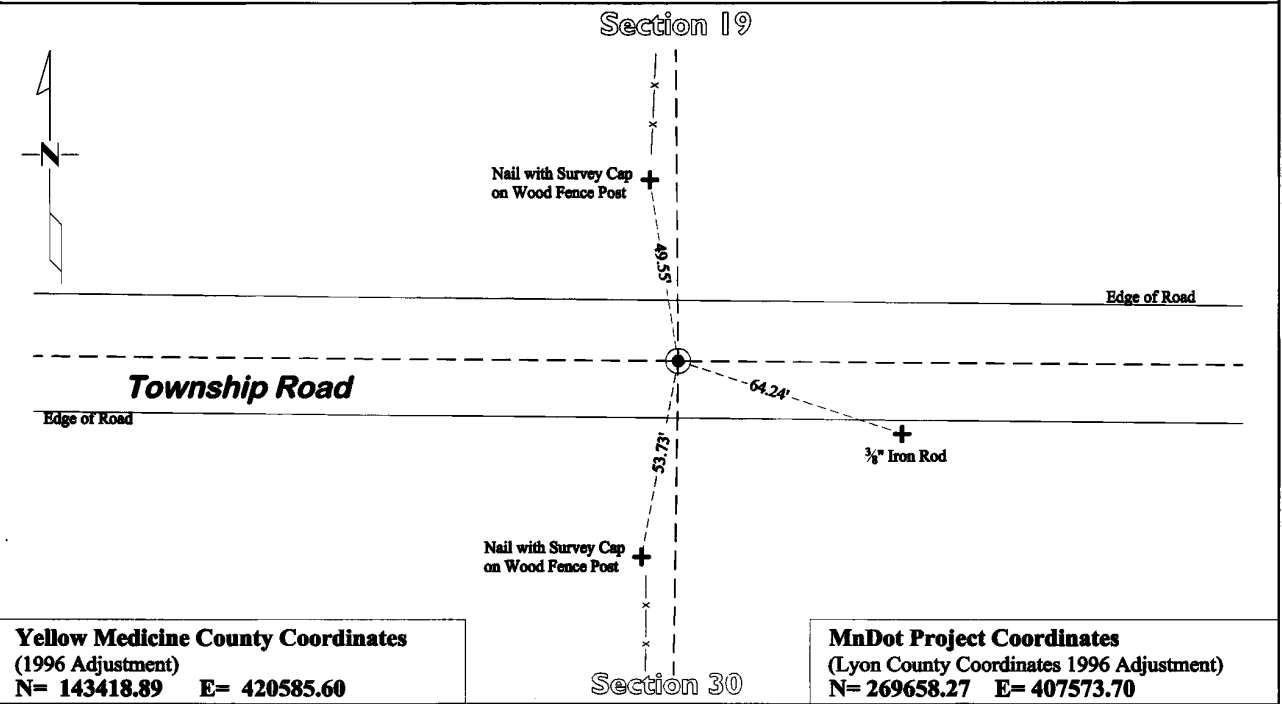 Section 19
N
Nail with Survey Cap
on Wood Fence Post
49.55'
Edge of Road
Township Road
64.24'
Edge of Road
53.73'
⅜" Iron Rod
Nail with Survey Cap
on Wood Fence Post
Yellow Medicine County Coordinates
(1996 Adjustment)
N= 143418.89 E= 420585.60
Section 30
MnDot Project Coordinates
(Lyon County Coordinates 1996 Adjustment)
N= 269658.27 E= 407573.70